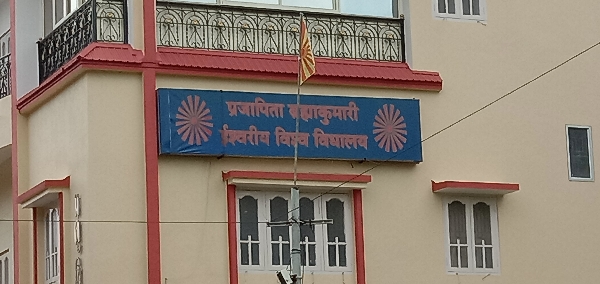 प्रजापिता ब्रह्माकुमारी
ईश्वरीय विश्व विद्यालय